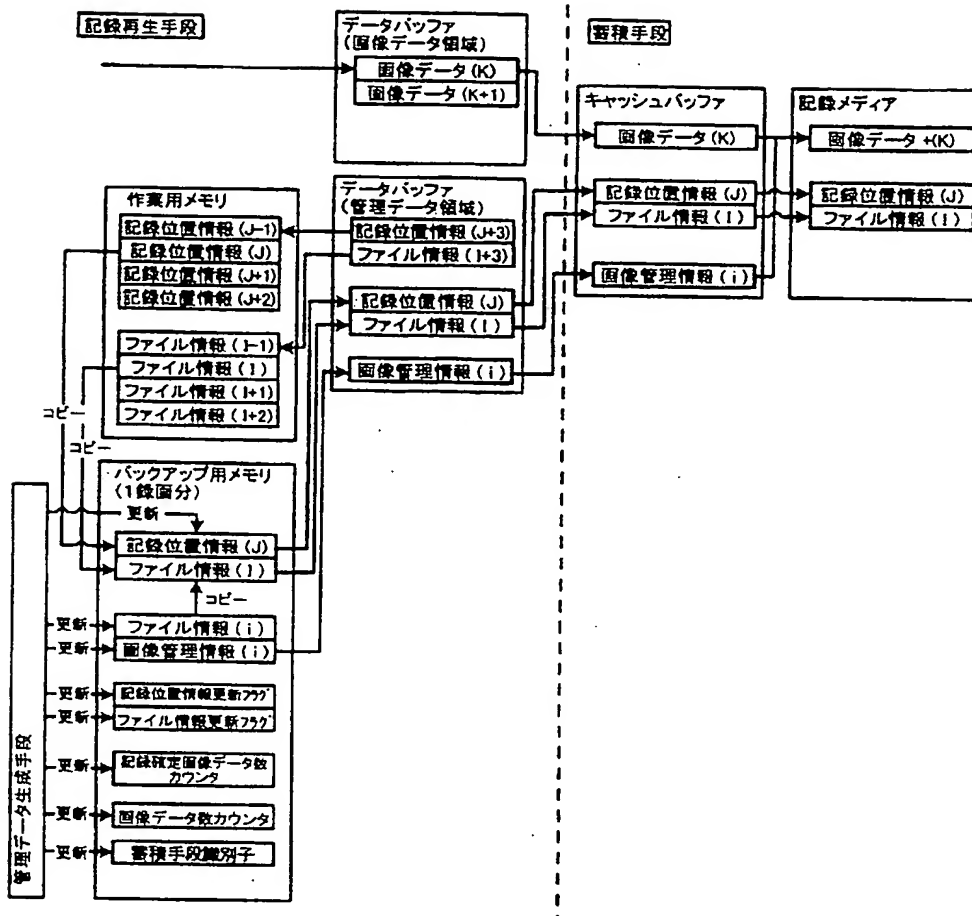 記録再生手段
データバッファ
(画像データ領域)
画像データ(K)
画像データ(K+1)
蓄積手段
キャッシュバッファ
画像データ(K)
記録位置情報(J)
ファイル情報(I)
画像管理情報(i)
記録メディア
画像データ+(K)
記録位置情報(J)
ファイル情報(I)
作業用メモリ
記録位置情報(J-1)
記録位置情報(J)
記録位置情報(J+1)
記録位置情報(J+2)
ファイル情報(I-1)
ファイル情報(I)
ファイル情報(I+1)
ファイル情報(I+2)
データバッファ
(管理データ領域)
記録位置情報(J+3)
ファイル情報(I+3)
記録位置情報(J)
ファイル情報(I)
画像管理情報(i)
コピー
コピー
バックアップ用メモリ
(1録画分)
更新
記録位置情報(J)
ファイル情報(I)
コピー
更新
ファイル情報(i)
更新
画像管理情報(i)
更新
記録位置情報更新フラグ
更新
ファイル情報更新フラグ
更新
記録確定画像データ数
カウンタ
更新
画像データ数カウンタ
更新
蓄積手段識別子
管理データ生成手段